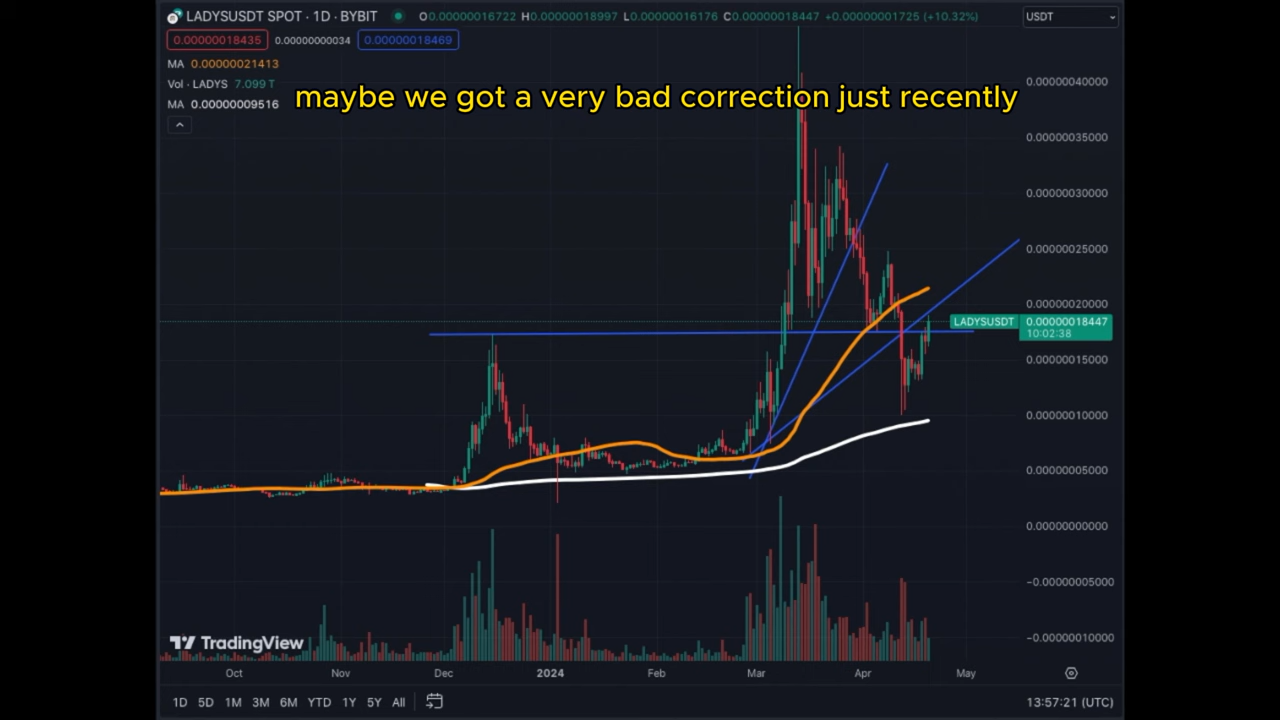 LADYSUSDT SPOT · 1D · BYBIT O0.00000016722 H0.00000018997 L0.00000016176 C0.00000018447 +0.00000001725 (+10.32%) USDT
0.00000018435 0.00000000034 0.00000018469
MA 0.00000021413
Vol · LADYS 7.099 T
MA 0.00000009516
maybe we got a very bad correction just recently
0.00000040000
0.00000035000
0.00000030000
0.00000025000
0.00000020000
LADYSUSDT 0.00000018447
10:02:38
0.00000015000
0.00000010000
0.00000005000
0.00000000000
−0.00000005000
−0.00000010000
TradingView
Oct Nov Dec 2024 Feb Mar Apr May
1D 5D 1M 3M 6M YTD 1Y 5Y All 13:57:21 (UTC)